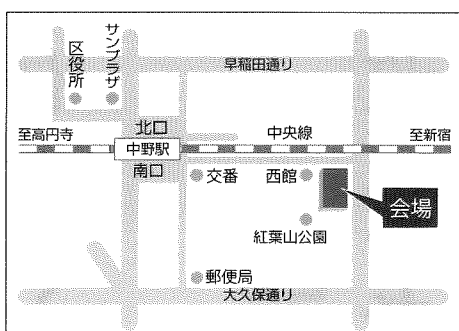 サンプラザ
区役所
早稲田通り
北口
至高円寺
中央線
至新宿
中野駅
南口
交番
西館
会場
紅葉山公園
郵便局
大久保通り